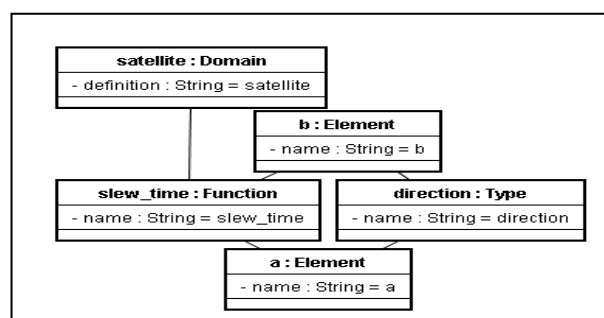 satellite : Domain
- definition : String = satellite
b : Element
- name : String = b
slew_time : Function
- name : String = slew_time
direction : Type
- name : String = direction
a : Element
- name : String = a